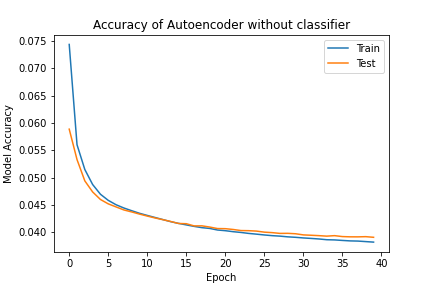 Accuracy of Autoencoder without classifier
Train
Test
0.075
0.070
0.065
0.060
0.055
0.050
0.045
0.040
Model Accuracy
0 5 10 15 20 25 30 35 40
Epoch